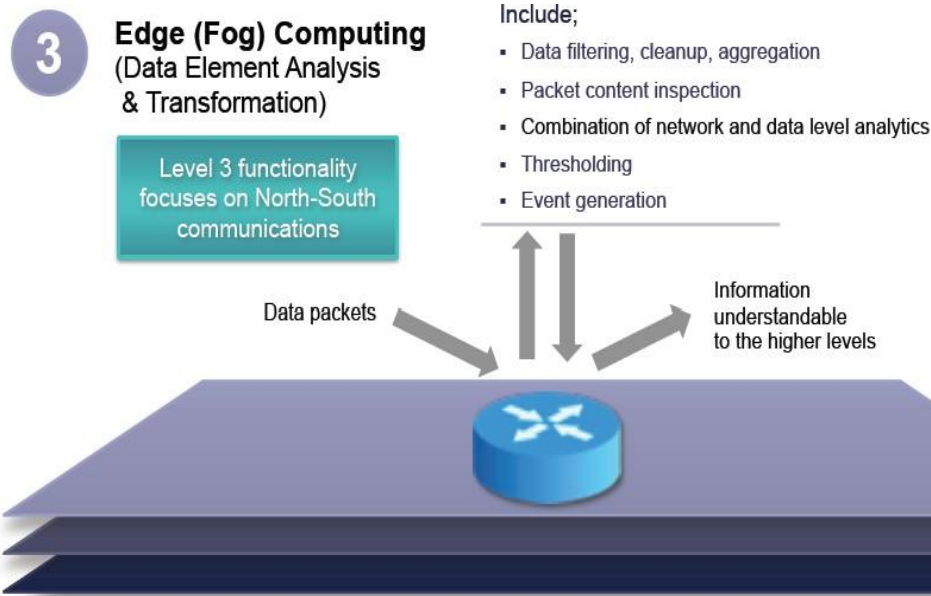 3
Edge (Fog) Computing
(Data Element Analysis
& Transformation)
Level 3 functionality
focuses on North-South
communications
Include;
▪ Data filtering, cleanup, aggregation
▪ Packet content inspection
▪ Combination of network and data level analytics
▪ Thresholding
▪ Event generation
Data packets
Information
understandable
to the higher levels